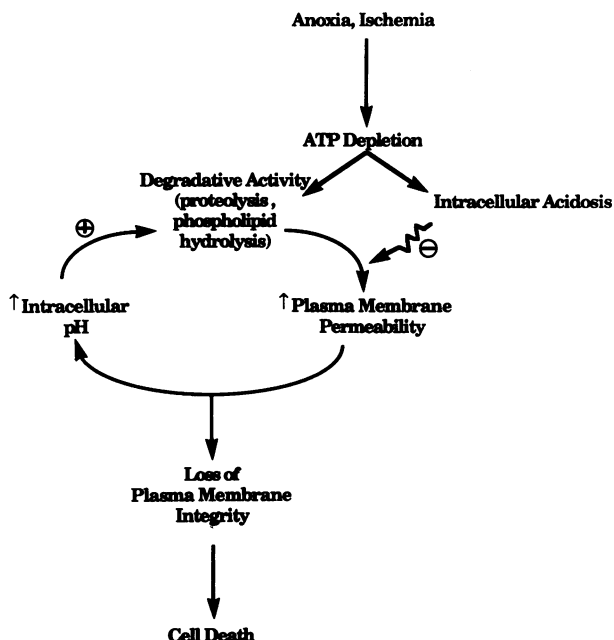 Anoxia, Ischemia
ATP Depletion
Degradative Activity
(proteolysis,
phospholipid
hydrolysis)
Intracellular Acidosis
⊕
⊖
↑ Intracellular
pH
↑ Plasma Membrane
Permeability
Loss of
Plasma Membrane
Integrity
Cell Death